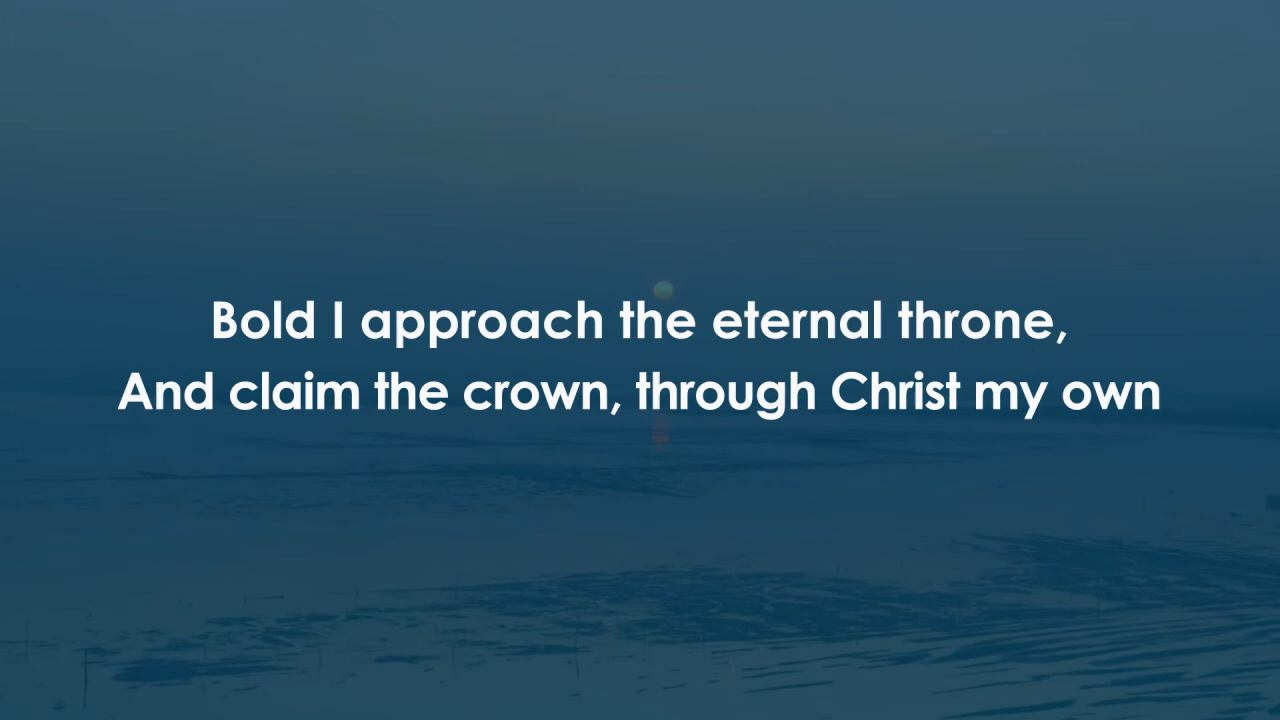 Bold I approach the eternal throne,
And claim the crown, through Christ my own